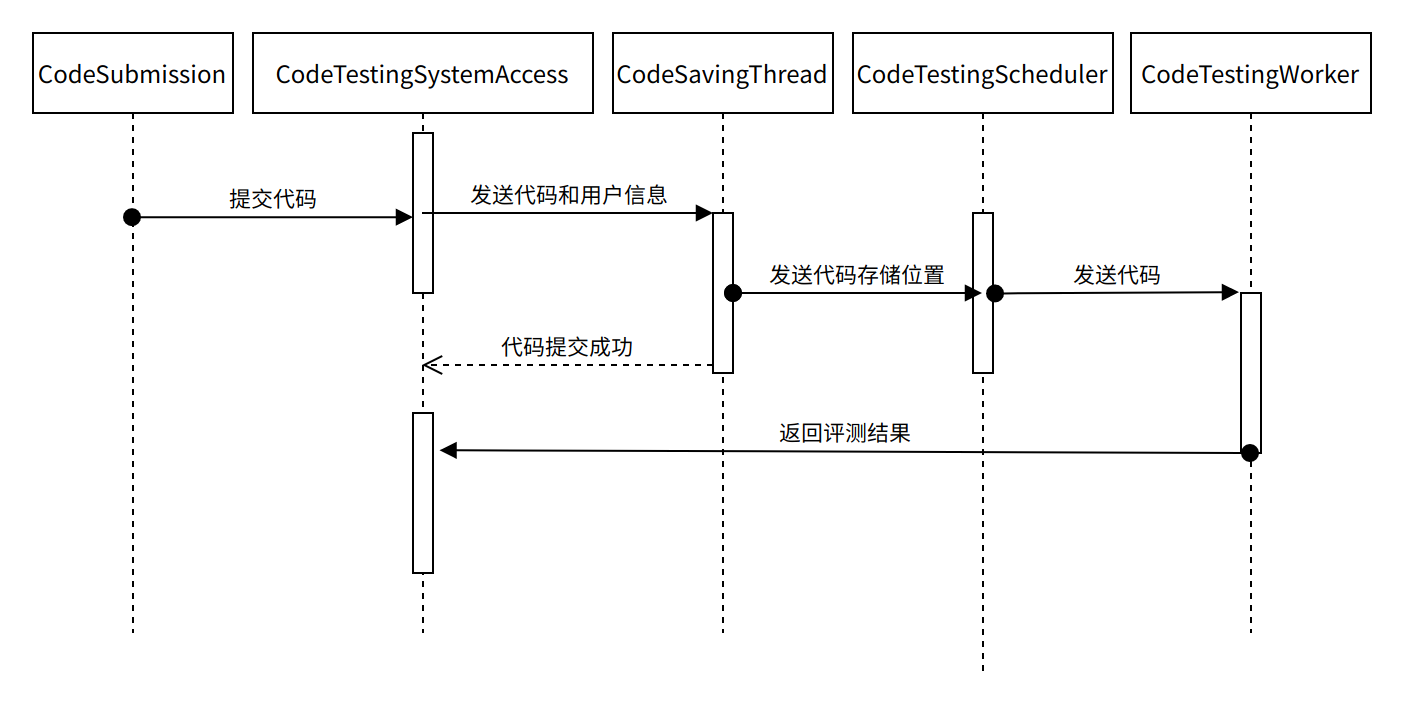 CodeSubmission
CodeTestingSystemAccess
CodeSavingThread
CodeTestingScheduler
CodeTestingWorker
提交代码
发送代码和用户信息
发送代码存储位置
发送代码
代码提交成功
返回评测结果